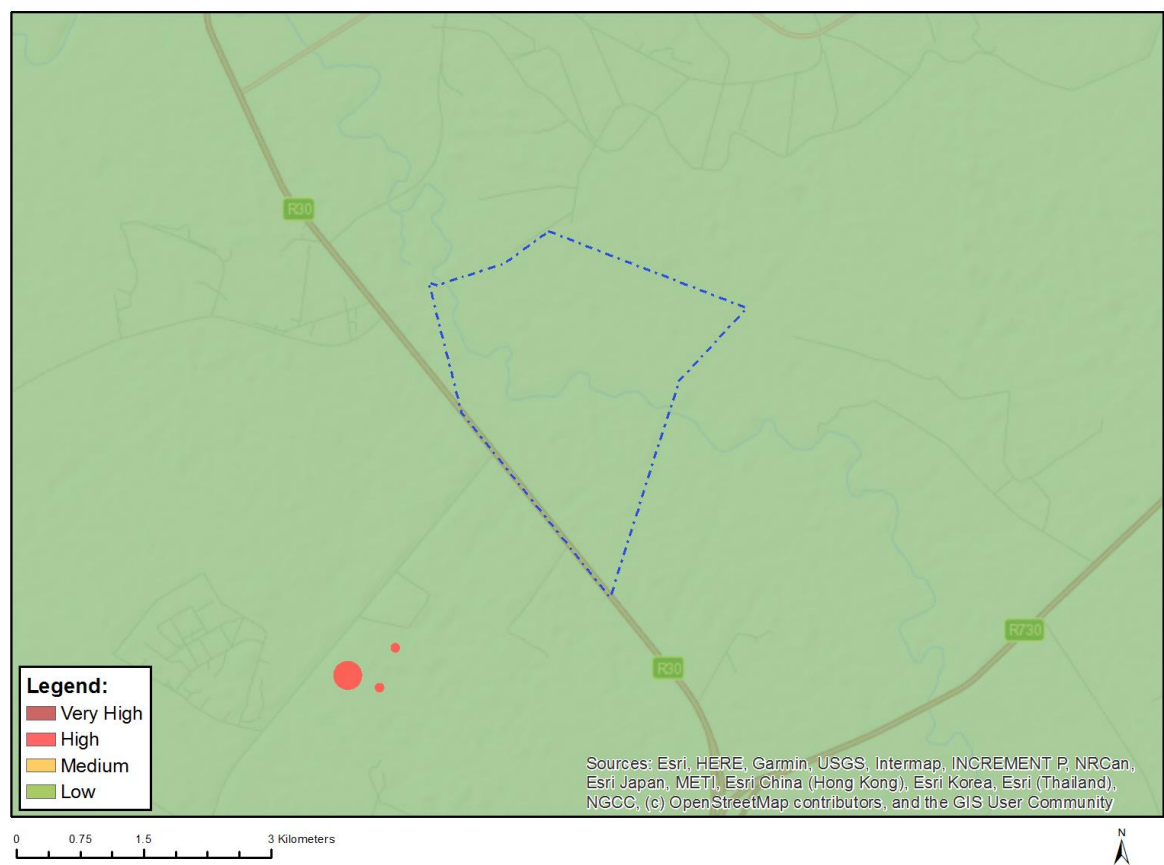 R30
R730
R30
Legend:
Very High
High
Medium
Low
Sources: Esri, HERE, Garmin, USGS, Intermap, INCREMENT P, NRCan,
Esri Japan, METI, Esri China (Hong Kong), Esri Korea, Esri (Thailand),
NGCC, (c) OpenStreetMap contributors, and the GIS User Community
0 0.75 1.5 3 Kilometers
N